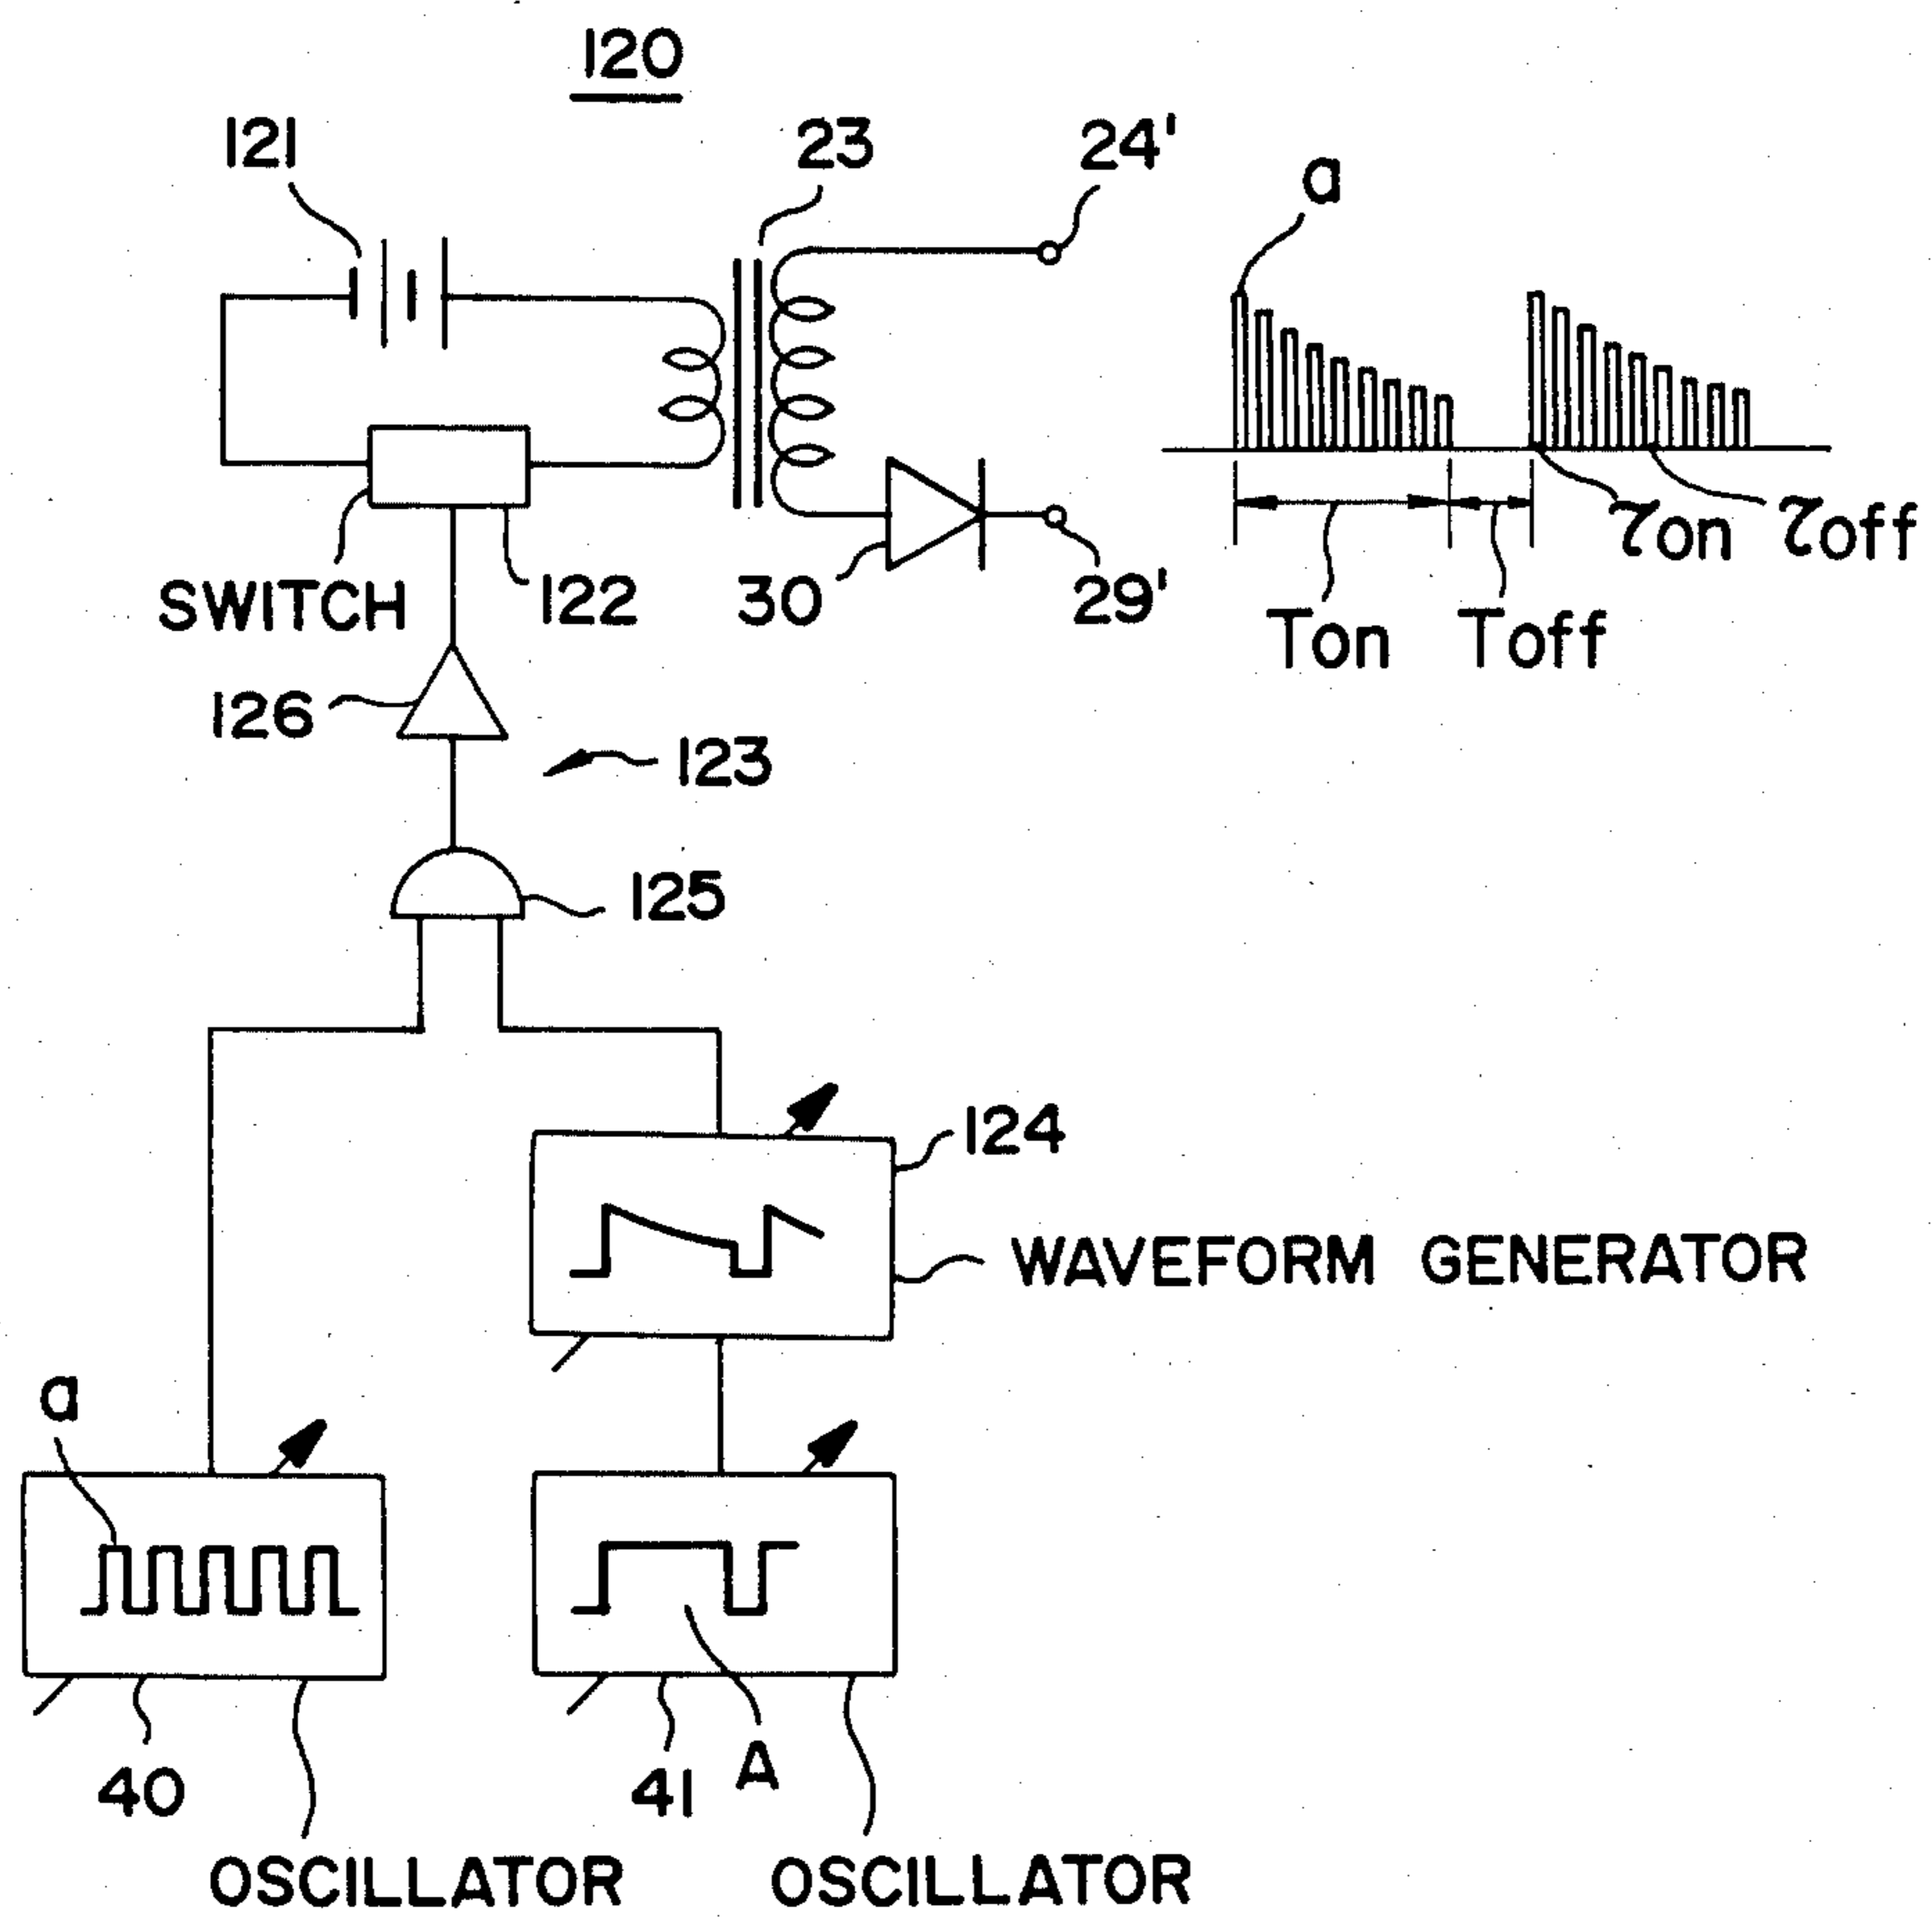 120
121
23
24'
a
SWITCH
122
30
29'
τon
τoff
Ton
Toff
126
123
125
124
WAVEFORM GENERATOR
a
40
41
A
OSCILLATOR
OSCILLATOR